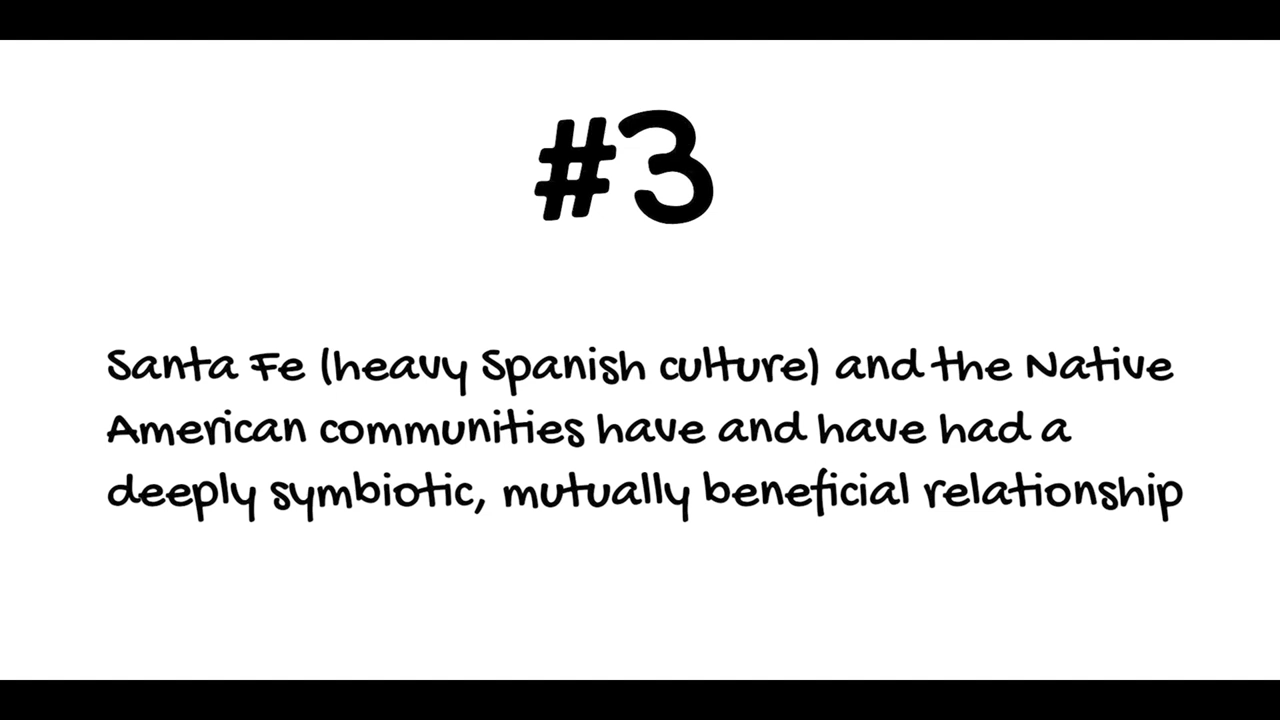 #3
Santa Fe (heavy Spanish culture) and the Native
American communities have and have had a
deeply symbiotic, mutually beneficial relationship